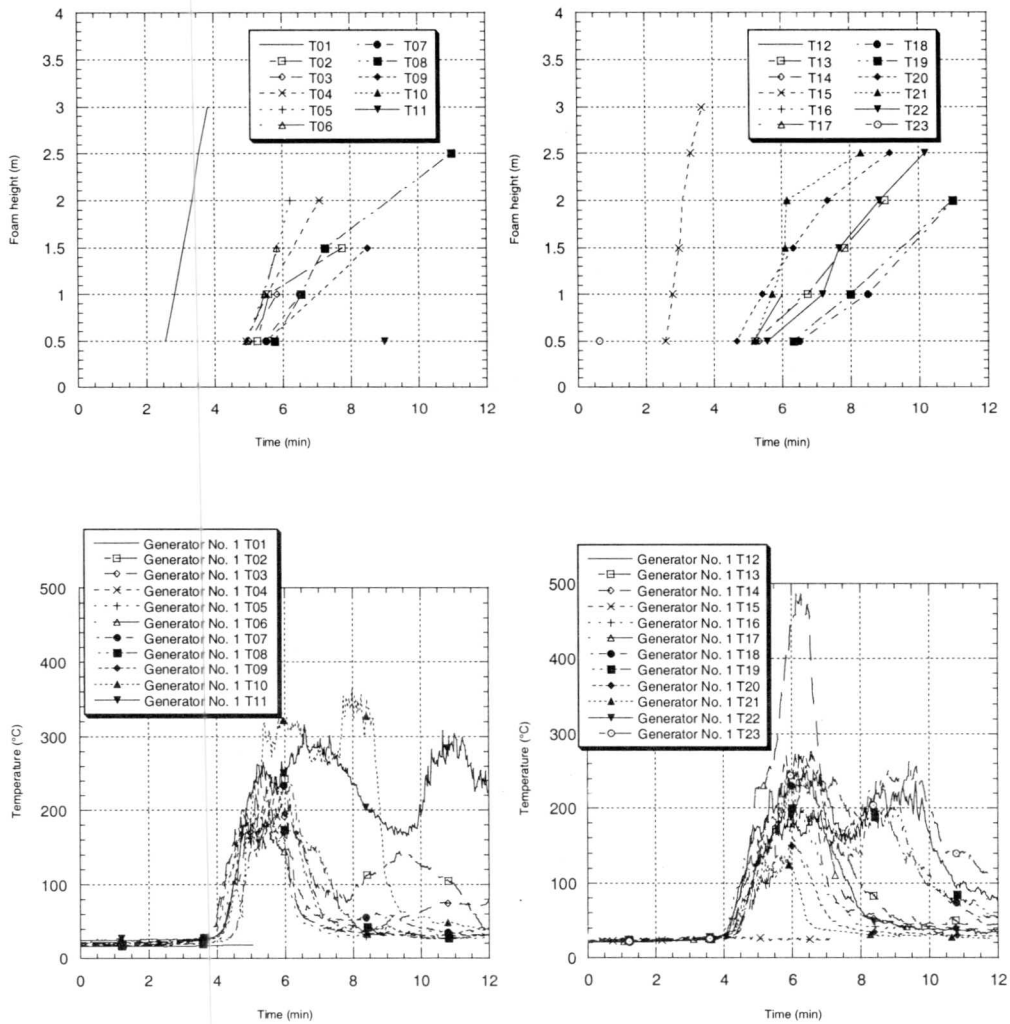 4
3.5
3
2.5
2
1.5
1
0.5
0
Foam height (m)
T01 T07
T02 T08
T03 T09
T04 T10
T05 T11
T06
0 2 4 6 8 10 12
Time (min)
4
3.5
3
2.5
2
1.5
1
0.5
0
Foam height (m)
T12 T18
T13 T19
T14 T20
T15 T21
T16 T22
T17 T23
0 2 4 6 8 10 12
Time (min)
Generator No. 1 T01
Generator No. 1 T02
Generator No. 1 T03
Generator No. 1 T04
Generator No. 1 T05
Generator No. 1 T06
Generator No. 1 T07
Generator No. 1 T08
Generator No. 1 T09
Generator No. 1 T10
Generator No. 1 T11
500
400
300
200
100
0
Temperature (°C)
0 2 4 6 8 10 12
Time (min)
Generator No. 1 T12
Generator No. 1 T13
Generator No. 1 T14
Generator No. 1 T15
Generator No. 1 T16
Generator No. 1 T17
Generator No. 1 T18
Generator No. 1 T19
Generator No. 1 T20
Generator No. 1 T21
Generator No. 1 T22
Generator No. 1 T23
500
400
300
200
100
0
Temperature (°C)
0 2 4 6 8 10 12
Time (min)